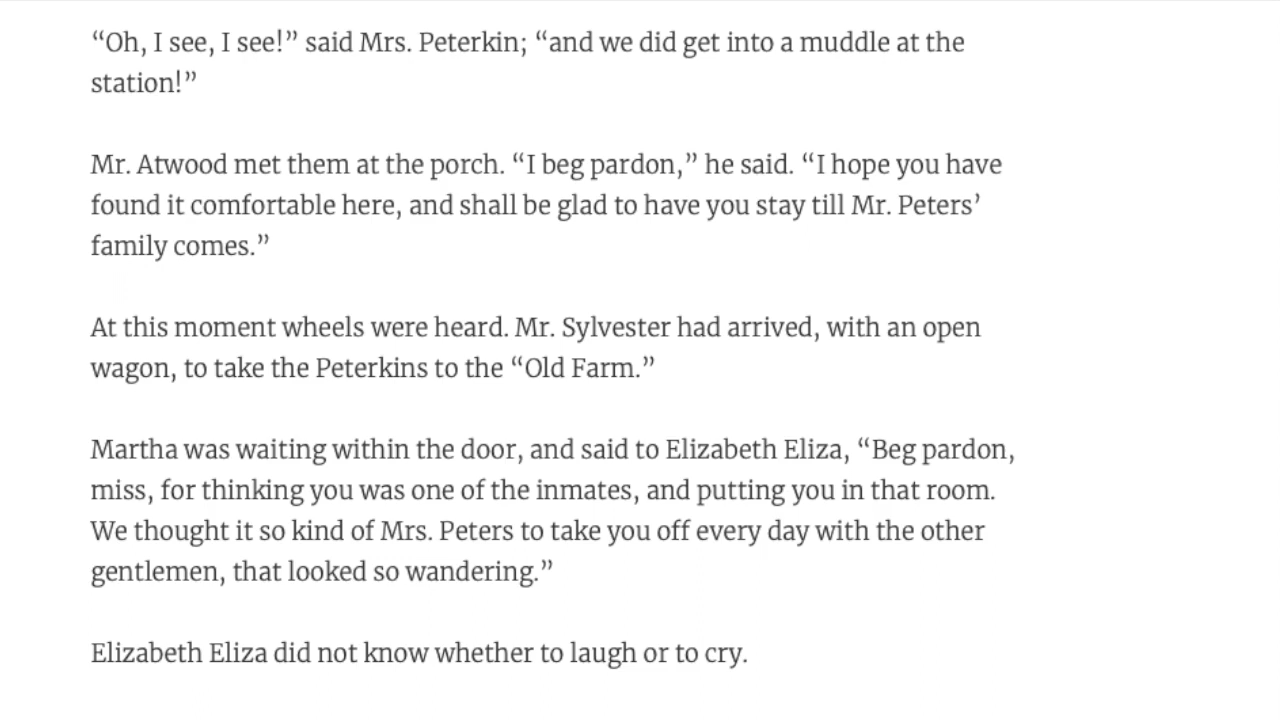 “Oh, I see, I see!” said Mrs. Peterkin; “and we did get into a muddle at the
station!”
Mr. Atwood met them at the porch. “I beg pardon,” he said. “I hope you have
found it comfortable here, and shall be glad to have you stay till Mr. Peters’
family comes.”
At this moment wheels were heard. Mr. Sylvester had arrived, with an open
wagon, to take the Peterkins to the “Old Farm.”
Martha was waiting within the door, and said to Elizabeth Eliza, “Beg pardon,
miss, for thinking you was one of the inmates, and putting you in that room.
We thought it so kind of Mrs. Peters to take you off every day with the other
gentlemen, that looked so wandering.”
Elizabeth Eliza did not know whether to laugh or to cry.